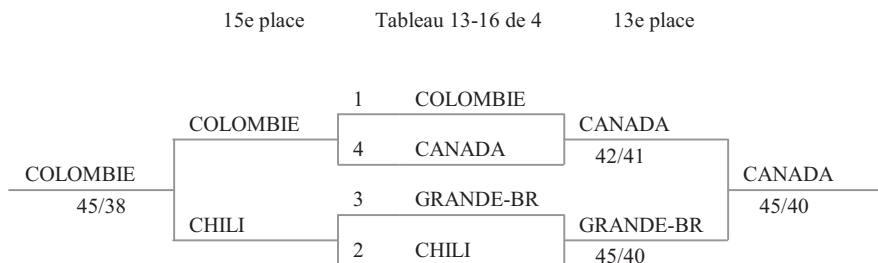 15e place Tableau 13-16 de 4 13e place
1 COLOMBIE
COLOMBIE CANADA
4 CANADA 42/41
COLOMBIE CANADA
45/38 3 GRANDE-BR 45/40
CHILI GRANDE-BR
2 CHILI 45/40